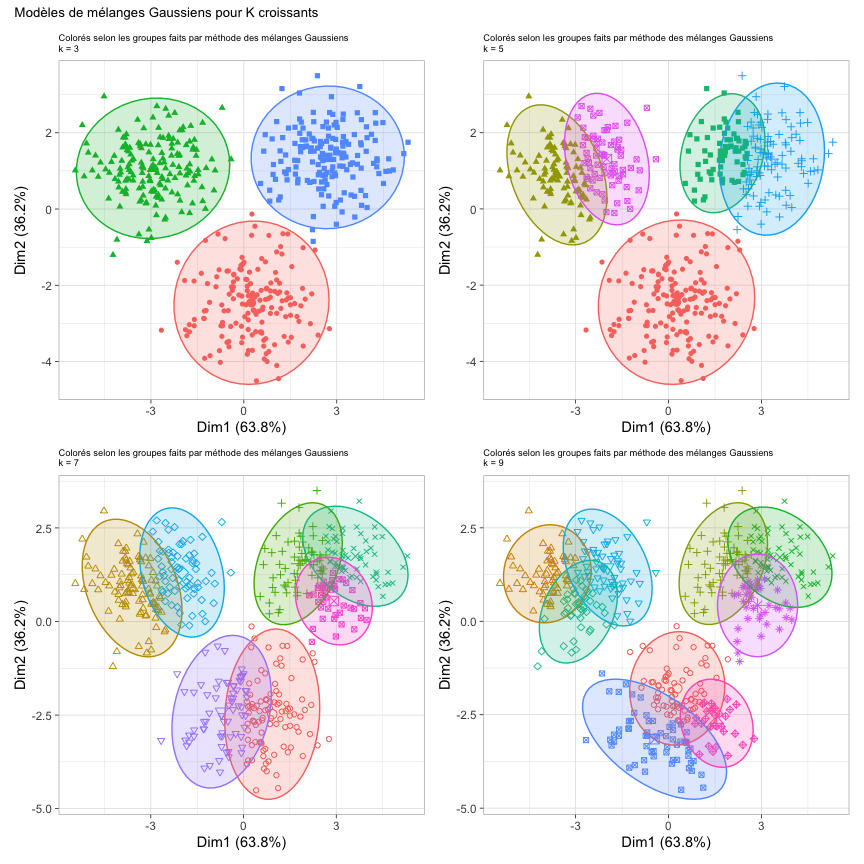 Modèles de mélanges Gaussiens pour K croissants
Colorés selon les groupes faits par méthode des mélanges Gaussiens
k = 3
2
0
-2
-4
-3
0
3
Dim2 (36.2%)
Dim1 (63.8%)
Colorés selon les groupes faits par méthode des mélanges Gaussiens
k = 5
2
0
-2
-4
-3
0
3
Dim2 (36.2%)
Dim1 (63.8%)
Colorés selon les groupes faits par méthode des mélanges Gaussiens
k = 7
2.5
0.0
-2.5
-5.0
-3
0
3
Dim2 (36.2%)
Dim1 (63.8%)
Colorés selon les groupes faits par méthode des mélanges Gaussiens
k = 9
2.5
0.0
-2.5
-5.0
-3
0
3
Dim2 (36.2%)
Dim1 (63.8%)